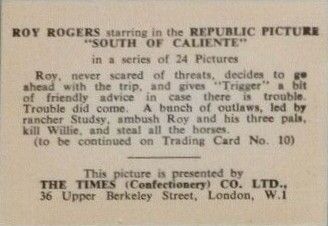 ROY ROGERS starring in the REPUBLIC PICTURE
"SOUTH OF CALIENTE"
in a series of 24 Pictures
Roy, never scared of threats, decides to go
ahead with the trip, and gives "Trigger" a bit
of friendly advice in case there is trouble.
Trouble did come. A bunch of outlaws, led by
rancher Studsy, ambush Roy and his three pals,
kill Willie, and steal all the horses.
(to be continued on Trading Card No. 10)
This picture is presented by
THE TIMES (Confectionery) CO. LTD.,
36 Upper Berkeley Street, London, W.1